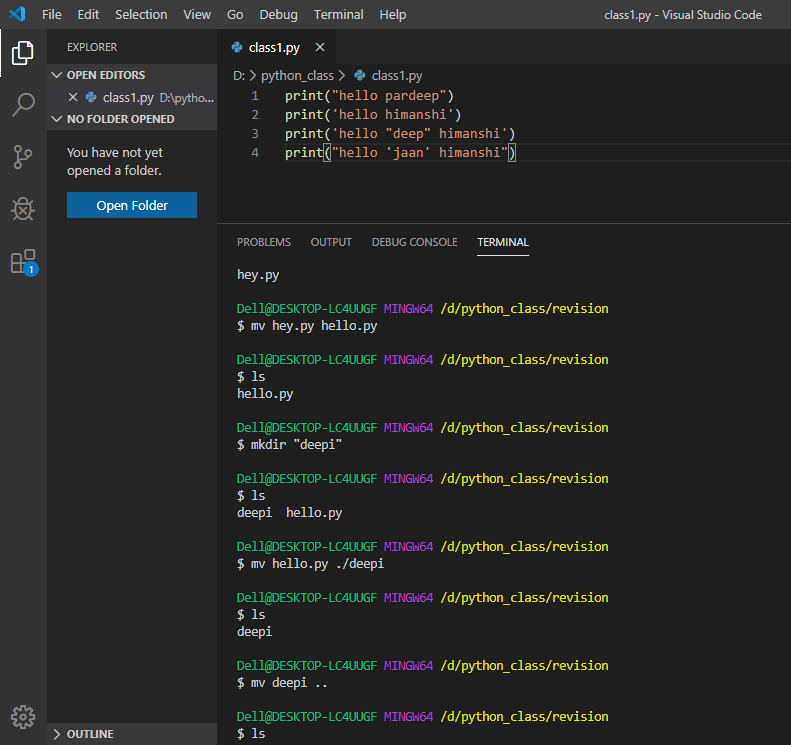 File Edit Selection View Go Debug Terminal Help class1.py - Visual Studio Code
EXPLORER
OPEN EDITORS
class1.py D:\pytho...
NO FOLDER OPENED
You have not yet
opened a folder.
Open Folder
1
OUTLINE
class1.py
D: > python_class > class1.py
1 print("hello pardeep")
2 print('hello himanshi')
3 print('hello "deep" himanshi')
4 print("hello 'jaan' himanshi")
PROBLEMS OUTPUT DEBUG CONSOLE TERMINAL
hey.py
Dell@DESKTOP-LC4UUGF MINGW64 /d/python_class/revision
$ mv hey.py hello.py
Dell@DESKTOP-LC4UUGF MINGW64 /d/python_class/revision
$ ls
hello.py
Dell@DESKTOP-LC4UUGF MINGW64 /d/python_class/revision
$ mkdir "deepi"
Dell@DESKTOP-LC4UUGF MINGW64 /d/python_class/revision
$ ls
deepi  hello.py
Dell@DESKTOP-LC4UUGF MINGW64 /d/python_class/revision
$ mv hello.py ./deepi
Dell@DESKTOP-LC4UUGF MINGW64 /d/python_class/revision
$ ls
deepi
Dell@DESKTOP-LC4UUGF MINGW64 /d/python_class/revision
$ mv deepi ..
Dell@DESKTOP-LC4UUGF MINGW64 /d/python_class/revision
$ ls